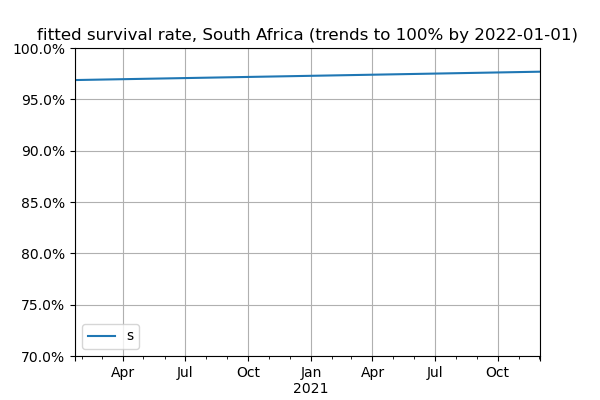 fitted survival rate, South Africa (trends to 100% by 2022-01-01)
100.0%
95.0%
90.0%
85.0%
80.0%
75.0%
70.0%
s
Apr Jul Oct Jan Apr Jul Oct
2021